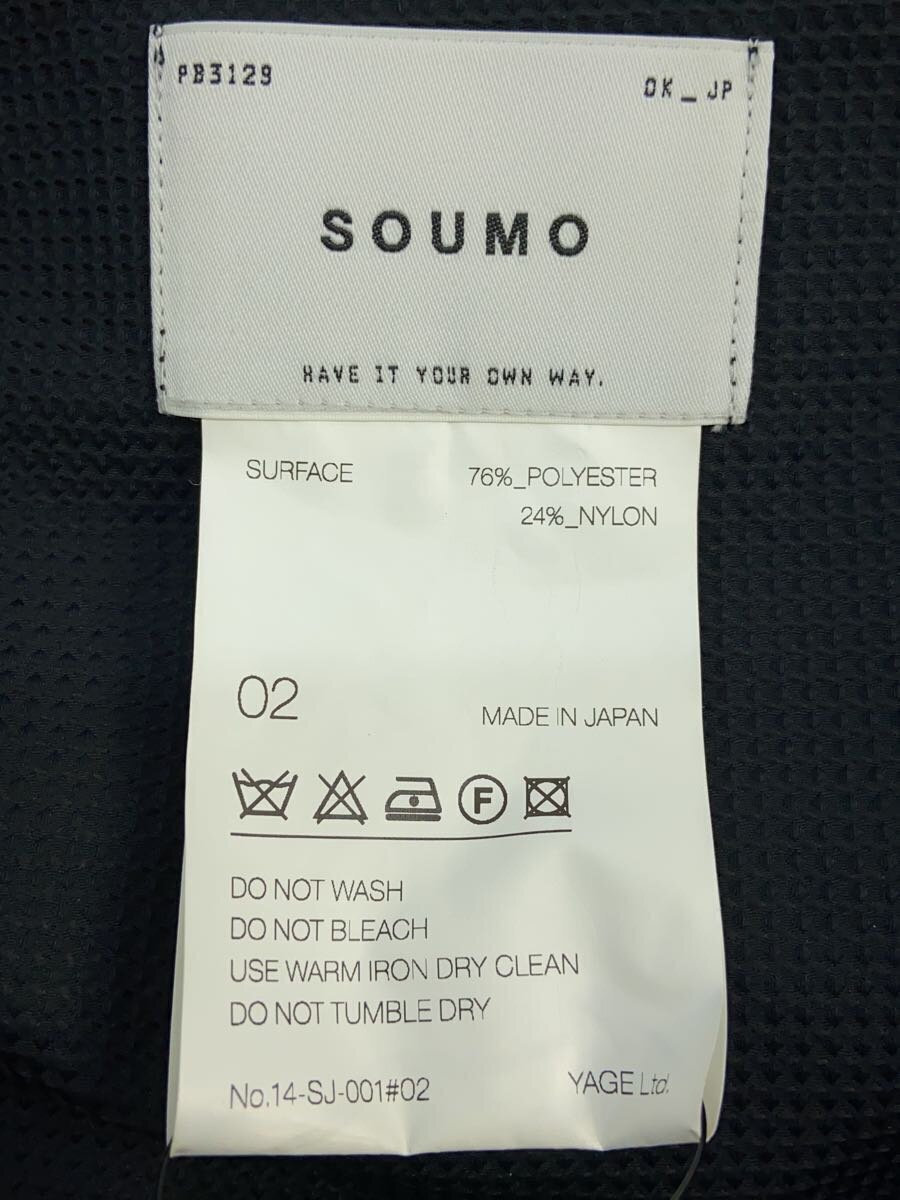 PB3129
OK_JP
SOUMO
HAVE IT YOUR OWN WAY.
SURFACE 76%_POLYESTER
24%_NYLON
02
MADE IN JAPAN
F
DO NOT WASH
DO NOT BLEACH
USE WARM IRON DRY CLEAN
DO NOT TUMBLE DRY
No.14-SJ-001#02 YAGE Ltd.